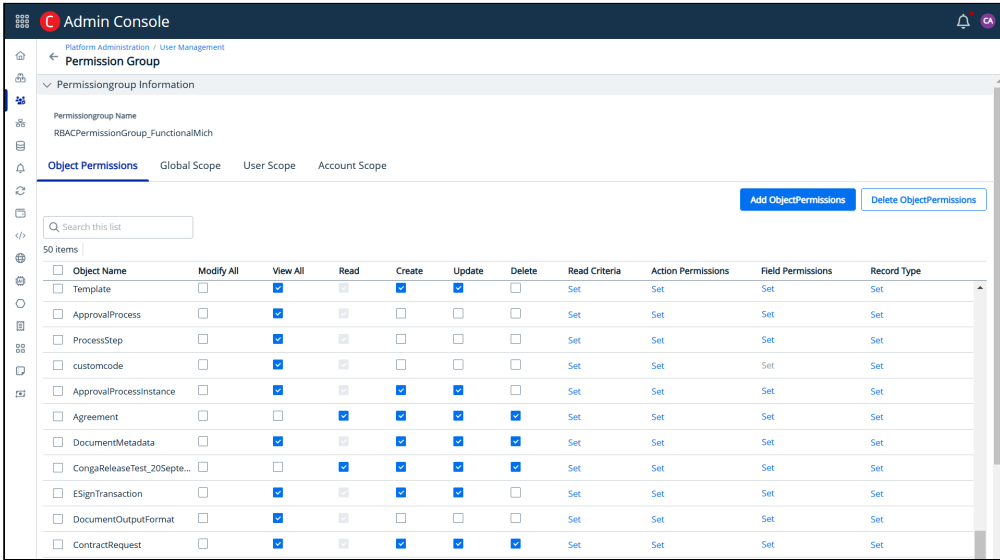 C Admin Console
CA
Platform Administration / User Management
← Permission Group
Permissiongroup Information
Permissiongroup Name
RBACPermissionGroup_FunctionalMich
Object Permissions Global Scope User Scope Account Scope
Add ObjectPermissions Delete ObjectPermissions
Search this list
50 items
Object Name Modify All View All Read Create Update Delete Read Criteria Action Permissions Field Permissions Record Type
Template Set Set Set Set
ApprovalProcess Set Set Set Set
ProcessStep Set Set Set Set
customcode Set Set Set Set
ApprovalProcessInstance Set Set Set Set
Agreement Set Set Set Set
DocumentMetadata Set Set Set Set
CongaReleaseTest_20Septe... Set Set Set Set
ESignTransaction Set Set Set Set
DocumentOutputFormat Set Set Set Set
ContractRequest Set Set Set Set